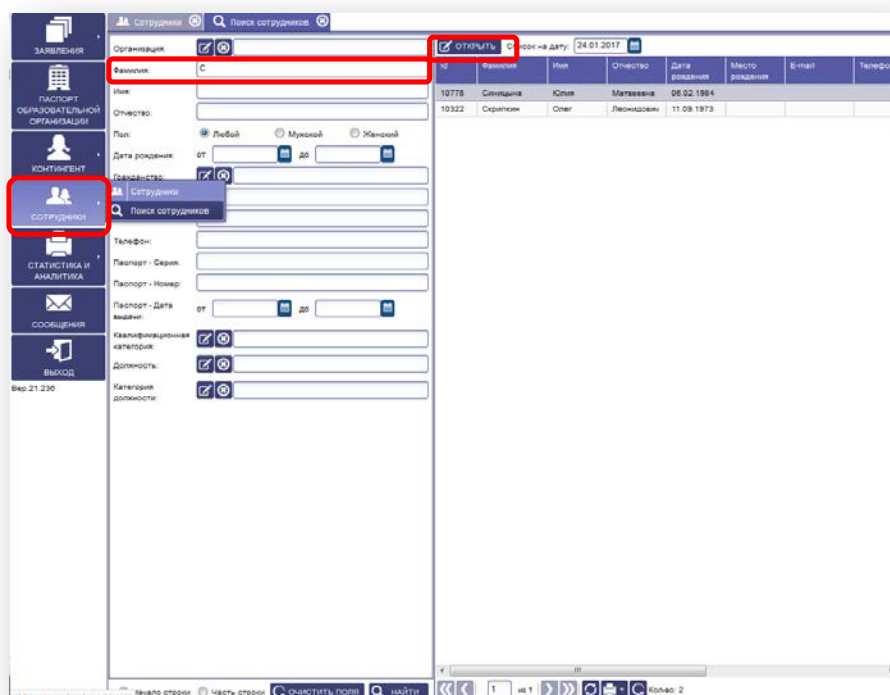 Сотрудники
Поиск сотрудников
ЗАЯВЛЕНИЯ
ПАСПОРТ
ОБРАЗОВАТЕЛЬНОЙ
ОРГАНИЗАЦИИ
КОНТИНГЕНТ
СОТРУДНИКИ
СТАТИСТИКА И
АНАЛИТИКА
СООБЩЕНИЯ
ВЫХОД
Вер.21.236
Организация:
Фамилия: С
Имя:
Отчество:
Пол: Любой Мужской Женский
Дата рождения: от до
Гражданство:
Сотрудники
Поиск сотрудников
Телефон:
Паспорт - Серия:
Паспорт - Номер:
Паспорт - Дата
выдачи: от до
Квалификационная
категория:
Должность:
Категория
должности:
Начало строки Часть строки ОЧИСТИТЬ ПОЛЯ НАЙТИ
ОТКРЫТЬ Список на дату: 24.01.2017
Id Фамилия Имя Отчество Дата рождения Место рождения E-mail Телефо
10778 Синицына Юлия Матвеевна 06.02.1984
10322 Скрипкин Олег Леонидович 11.09.1973
1 из 1 Кол-во: 2